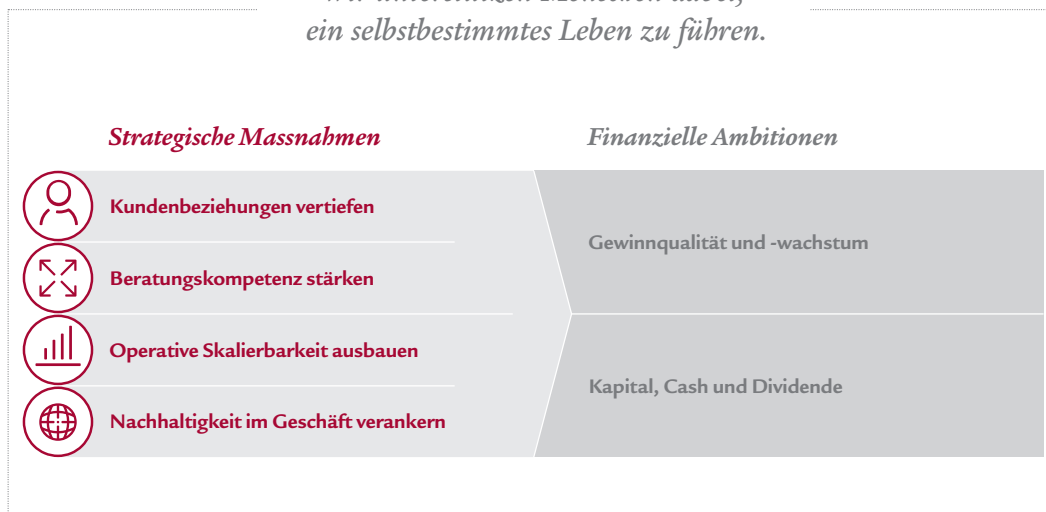 ein selbstbestimmtes Leben zu führen.
Strategische Massnahmen
Finanzielle Ambitionen
Kundenbeziehungen vertiefen
Beratungskompetenz stärken
Operative Skalierbarkeit ausbauen
Nachhaltigkeit im Geschäft verankern
Gewinnqualität und -wachstum
Kapital, Cash und Dividende